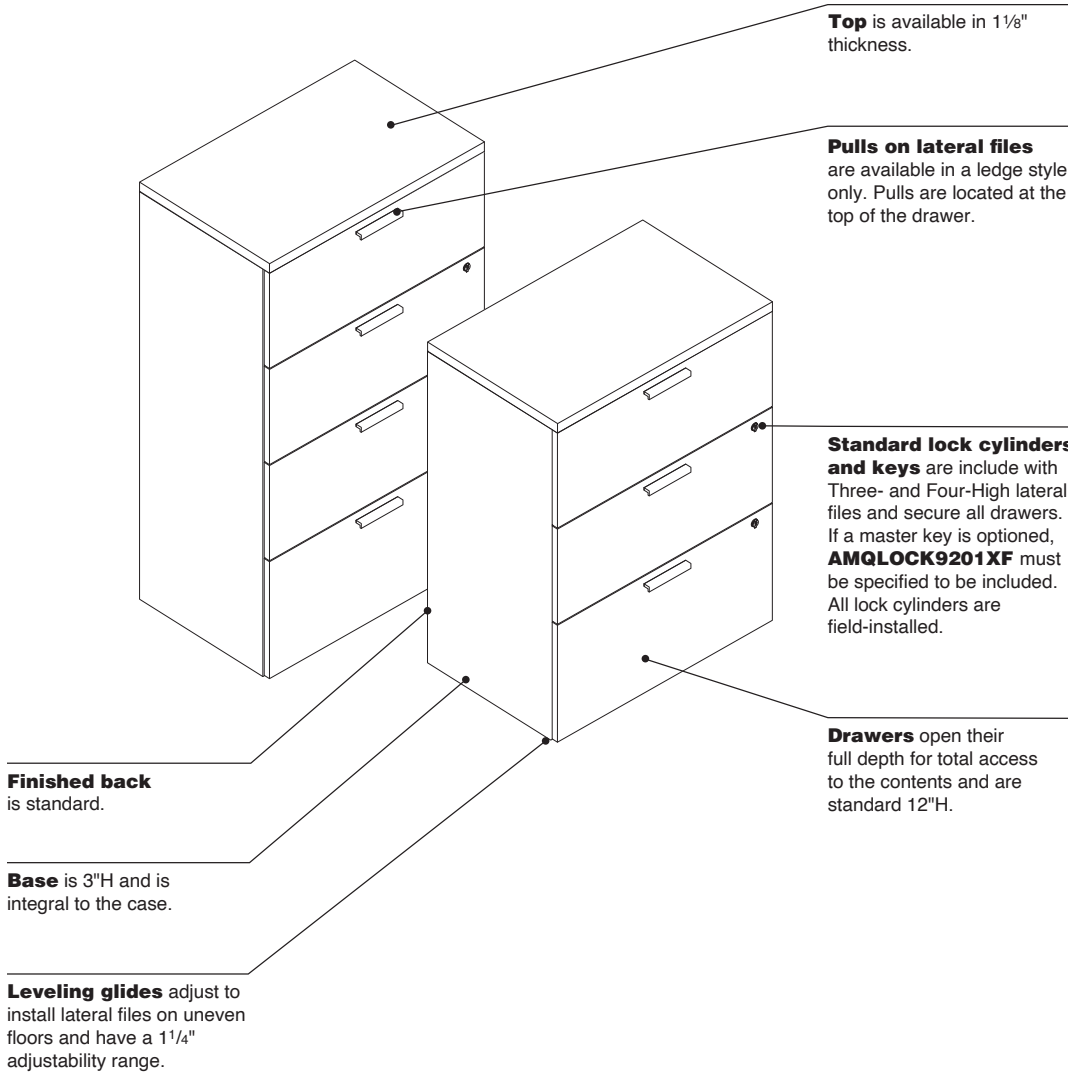 Top is available in 1⅛"
thickness.
Pulls on lateral files
are available in a ledge style
only. Pulls are located at the
top of the drawer.
Standard lock cylinders
and keys are include with
Three- and Four-High lateral
files and secure all drawers.
If a master key is optioned,
AMQLOCK9201XF must
be specified to be included.
All lock cylinders are
field-installed.
Drawers open their
full depth for total access
to the contents and are
standard 12"H.
Finished back
is standard.
Base is 3"H and is
integral to the case.
Leveling glides adjust to
install lateral files on uneven
floors and have a 1 1/4"
adjustability range.